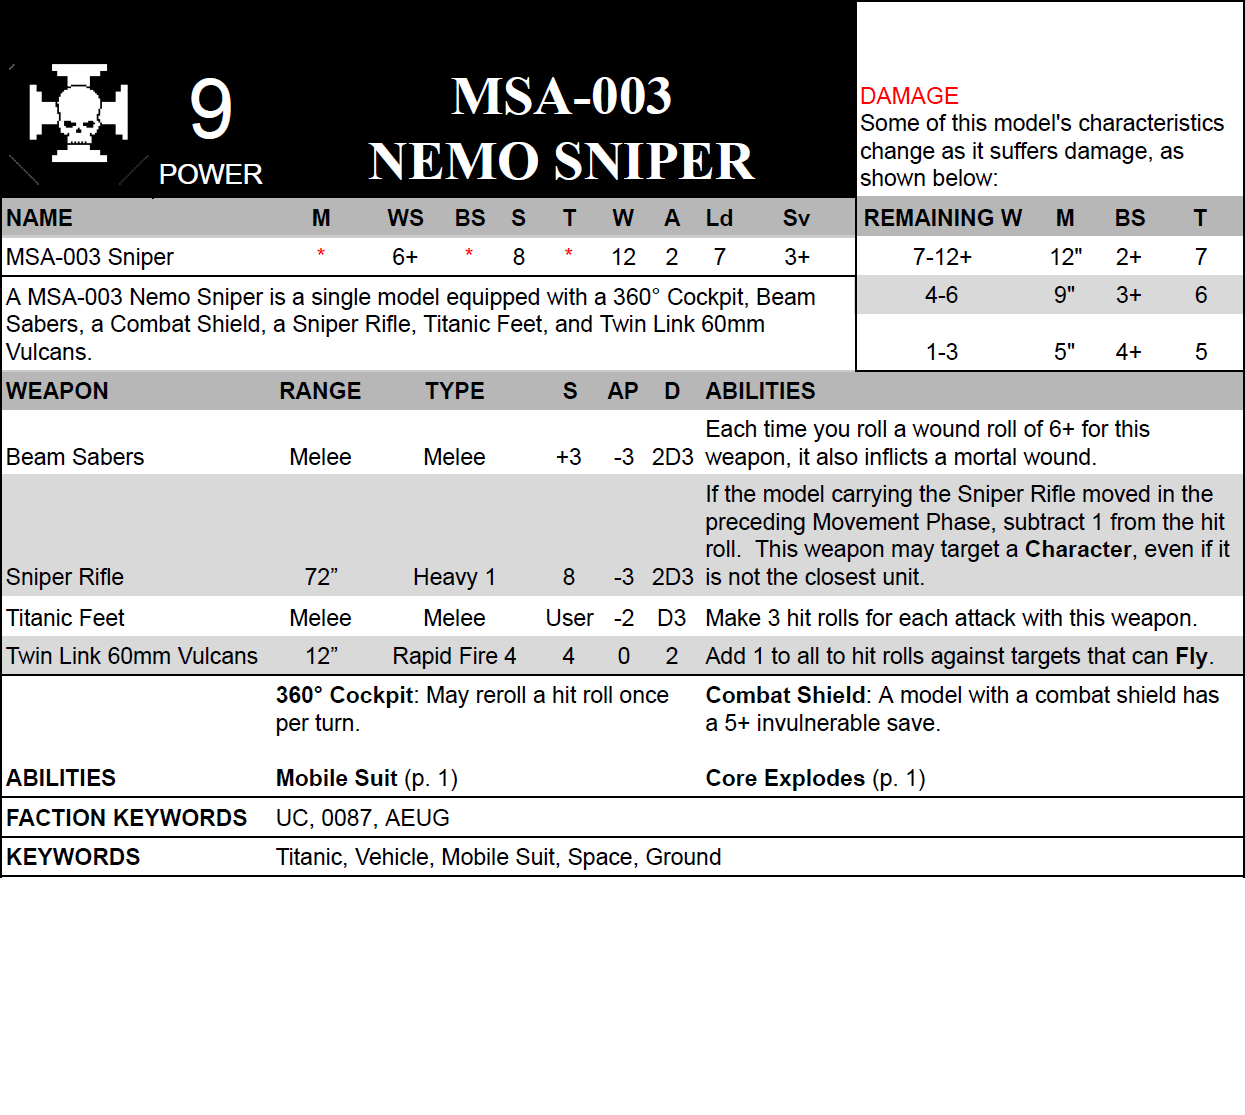 9
POWER
MSA-003
NEMO SNIPER
DAMAGE
Some of this model's characteristics
change as it suffers damage, as
shown below:
NAME M WS BS S T W A Ld Sv
MSA-003 Sniper * 6+ * 8 * 12 2 7 3+
A MSA-003 Nemo Sniper is a single model equipped with a 360° Cockpit, Beam
Sabers, a Combat Shield, a Sniper Rifle, Titanic Feet, and Twin Link 60mm
Vulcans.
REMAINING W M BS T
7-12+ 12" 2+ 7
4-6 9" 3+ 6
1-3 5" 4+ 5
WEAPON RANGE TYPE S AP D ABILITIES
Each time you roll a wound roll of 6+ for this
Beam Sabers Melee Melee +3 -3 2D3 weapon, it also inflicts a mortal wound.
If the model carrying the Sniper Rifle moved in the
preceding Movement Phase, subtract 1 from the hit
roll.  This weapon may target a Character, even if it
Sniper Rifle 72” Heavy 1 8 -3 2D3 is not the closest unit.
Titanic Feet Melee Melee User -2 D3 Make 3 hit rolls for each attack with this weapon.
Twin Link 60mm Vulcans 12” Rapid Fire 4 4 0 2 Add 1 to all to hit rolls against targets that can Fly.
360° Cockpit: May reroll a hit roll once
per turn.
Combat Shield: A model with a combat shield has
a 5+ invulnerable save.
ABILITIES Mobile Suit (p. 1) Core Explodes (p. 1)
FACTION KEYWORDS UC, 0087, AEUG
KEYWORDS Titanic, Vehicle, Mobile Suit, Space, Ground